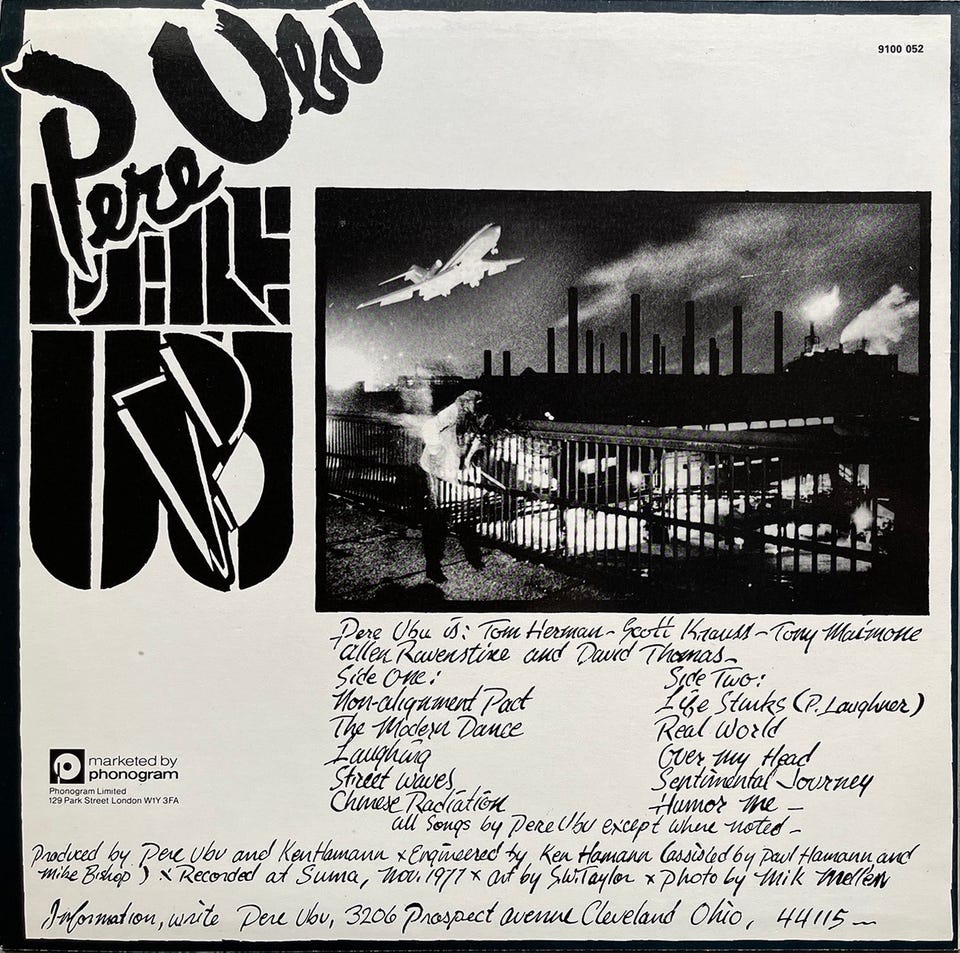 Pere Ubu
9100 052
Pere Ubu is: Tom Herman - Scott Krauss - Tony Maimone
Allen Ravenstine and David Thomas -
Side One:
Non-alignment Pact
The Modern Dance
Laughing
Street Waves
Chinese Radiation
Side Two:
Life Stinks (P. Laughner)
Real World
Over my Head
Sentimental Journey
Humor me -
all Songs by Pere Ubu except where noted -
marketed by
phonogram
Phonogram Limited
129 Park Street London W1Y 3FA
Produced by Pere Ubu and Ken Hamann x Engineered by Ken Hamann (assisted by Paul Hamann and
Mike Bishop) x Recorded at Suma, Nov. 1977 x art by S.W. Taylor x Photo by Mik Mellen
Information, write Pere Ubu, 3206 Prospect avenue Cleveland Ohio, 44115 -